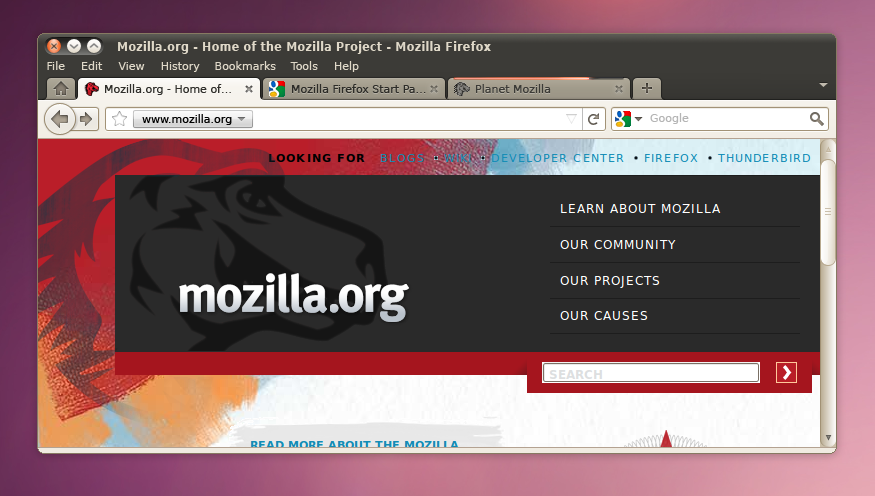 Mozilla.org - Home of the Mozilla Project - Mozilla Firefox
File Edit View History Bookmarks Tools Help
Mozilla.org - Home of... Mozilla Firefox Start Pa... Planet Mozilla
www.mozilla.org Google
LOOKING FOR BLOGS • WIKI • DEVELOPER CENTER • FIREFOX • THUNDERBIRD
LEARN ABOUT MOZILLA
OUR COMMUNITY
OUR PROJECTS
OUR CAUSES
mozilla.org
SEARCH
READ MORE ABOUT THE MOZILLA